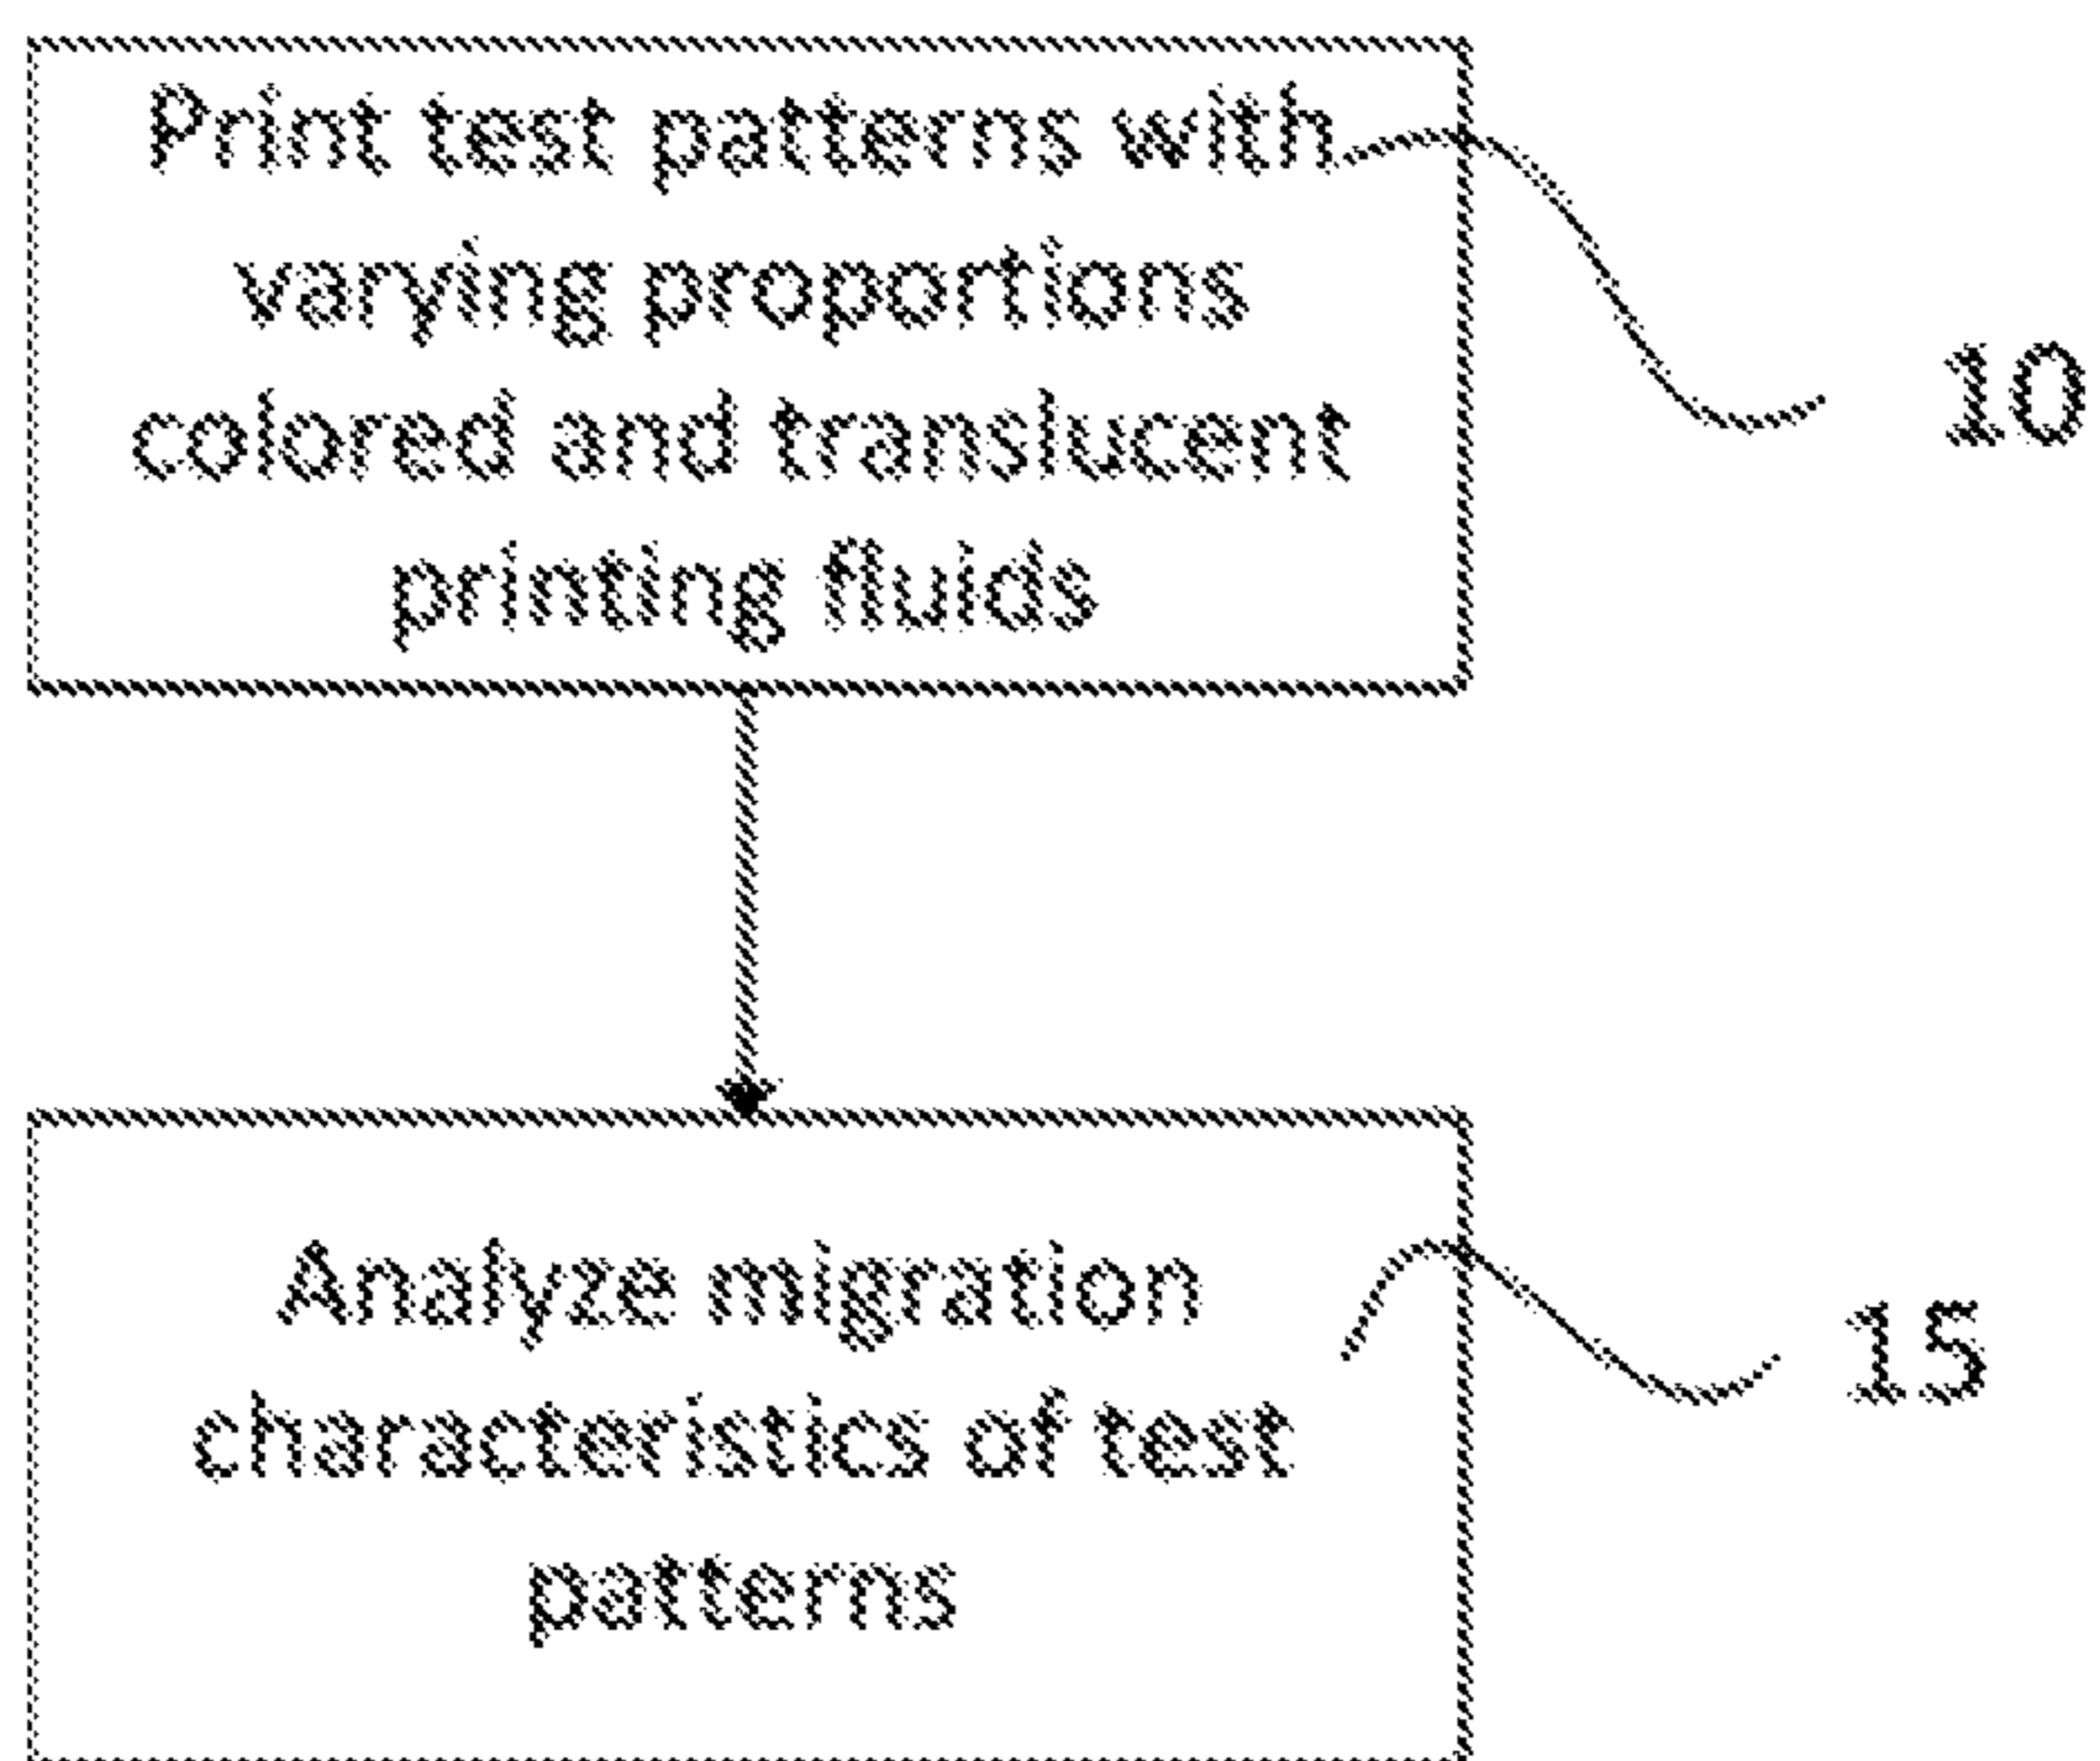 Print test patterns with
varying proportions
colored and translucent
printing fluids
10
Analyze migration
characteristics of test
patterns
15